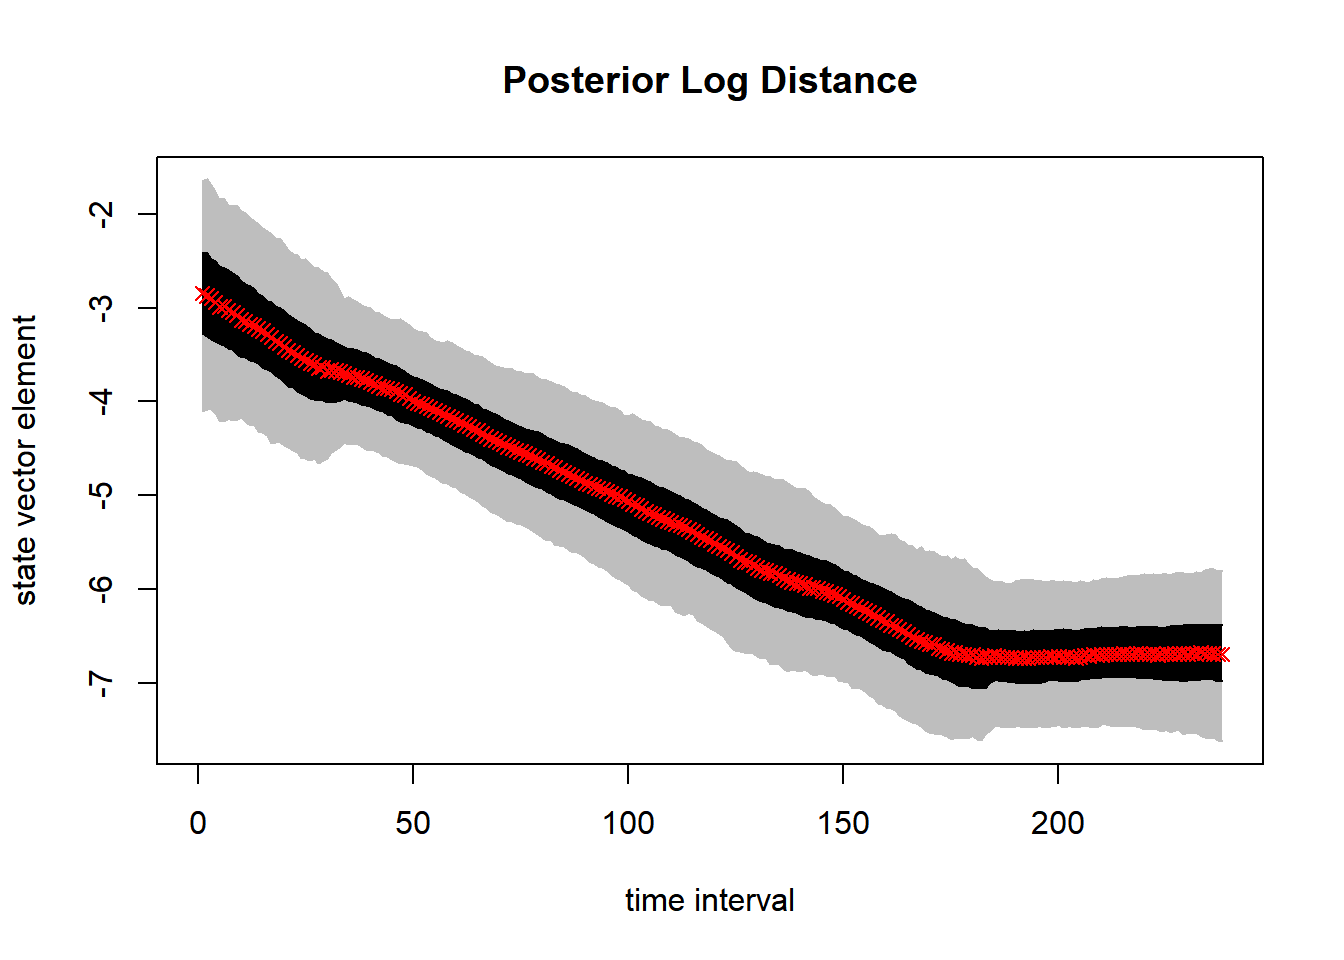 Posterior Log Distance
state vector element
-2
-3
-4
-5
-6
-7
0 50 100 150 200
time interval